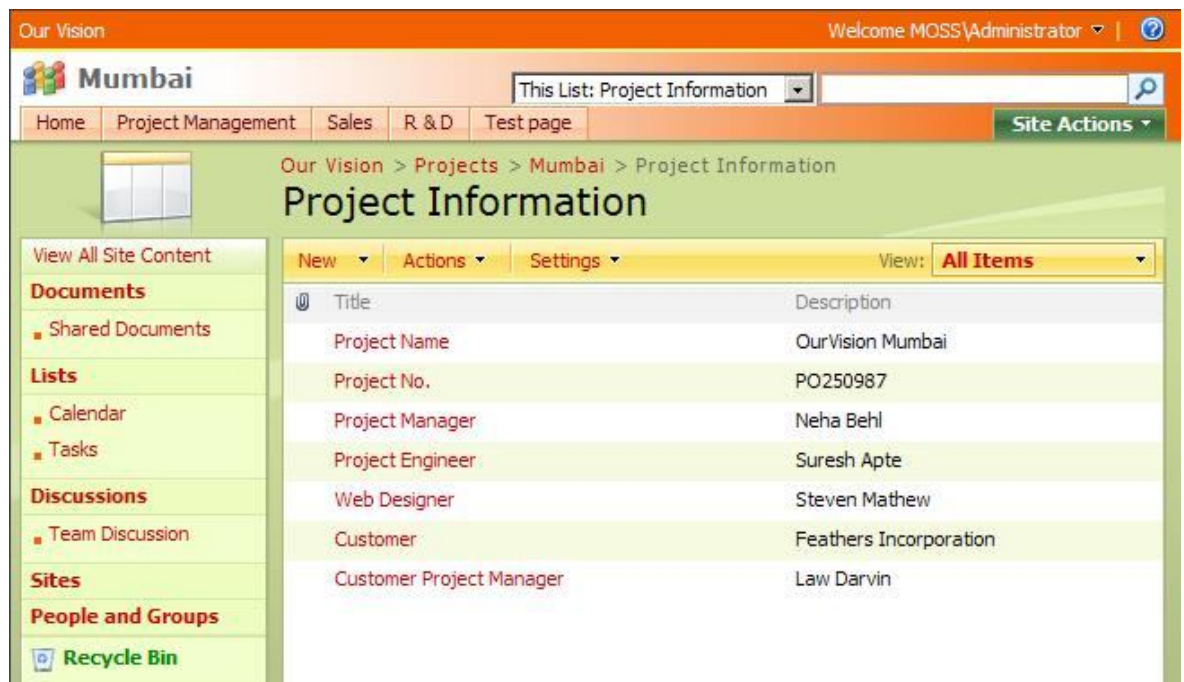 Our Vision Welcome MOSS\Administrator
Mumbai This List: Project Information
Home Project Management Sales R & D Test page Site Actions
Our Vision > Projects > Mumbai > Project Information
Project Information
View All Site Content
Documents
Shared Documents
Lists
Calendar
Tasks
Discussions
Team Discussion
Sites
People and Groups
Recycle Bin
New Actions Settings View: All Items
Title Description
Project Name OurVision Mumbai
Project No. PO250987
Project Manager Neha Behl
Project Engineer Suresh Apte
Web Designer Steven Mathew
Customer Feathers Incorporation
Customer Project Manager Law Darvin